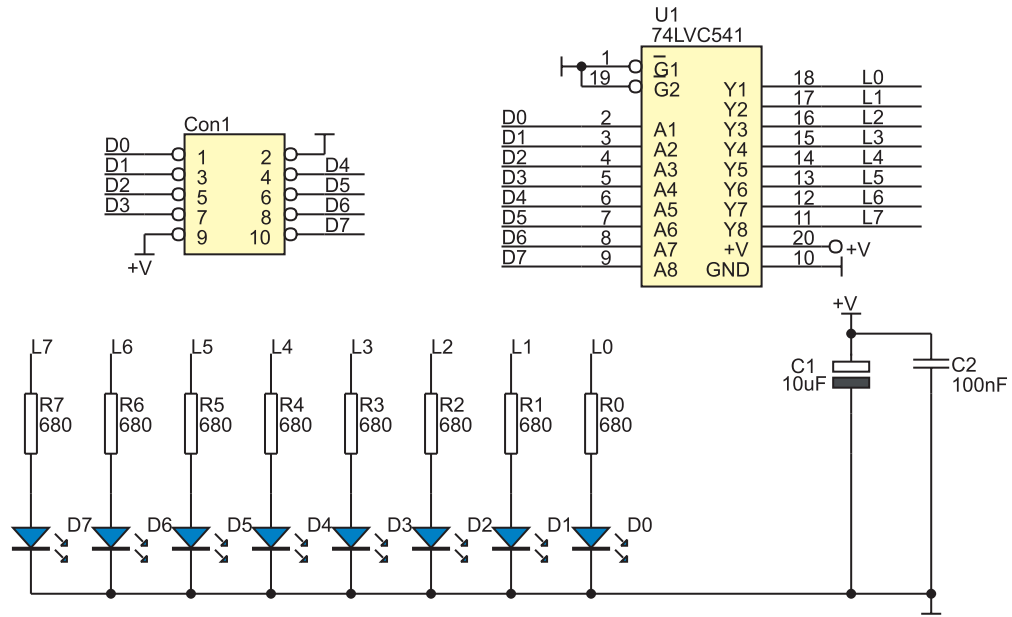 U1
74LVC541
1 G1
19 G2
D0 2 A1
D1 3 A2
D2 4 A3
D3 5 A4
D4 6 A5
D5 7 A6
D6 8 A7
D7 9 A8
Y1 18 L0
Y2 17 L1
Y3 16 L2
Y4 15 L3
Y5 14 L4
Y6 13 L5
Y7 12 L6
Y8 11 L7
+V 20 +V
GND 10
Con1
D0 1 2
D1 3 4 D4
D2 5 6 D5
D3 7 8 D6
9 10 D7
+V
L7 L6 L5 L4 L3 L2 L1 L0
R7 R6 R5 R4 R3 R2 R1 R0
680 680 680 680 680 680 680 680
D7 D6 D5 D4 D3 D2 D1 D0
+V
C1
10uF
C2
100nF